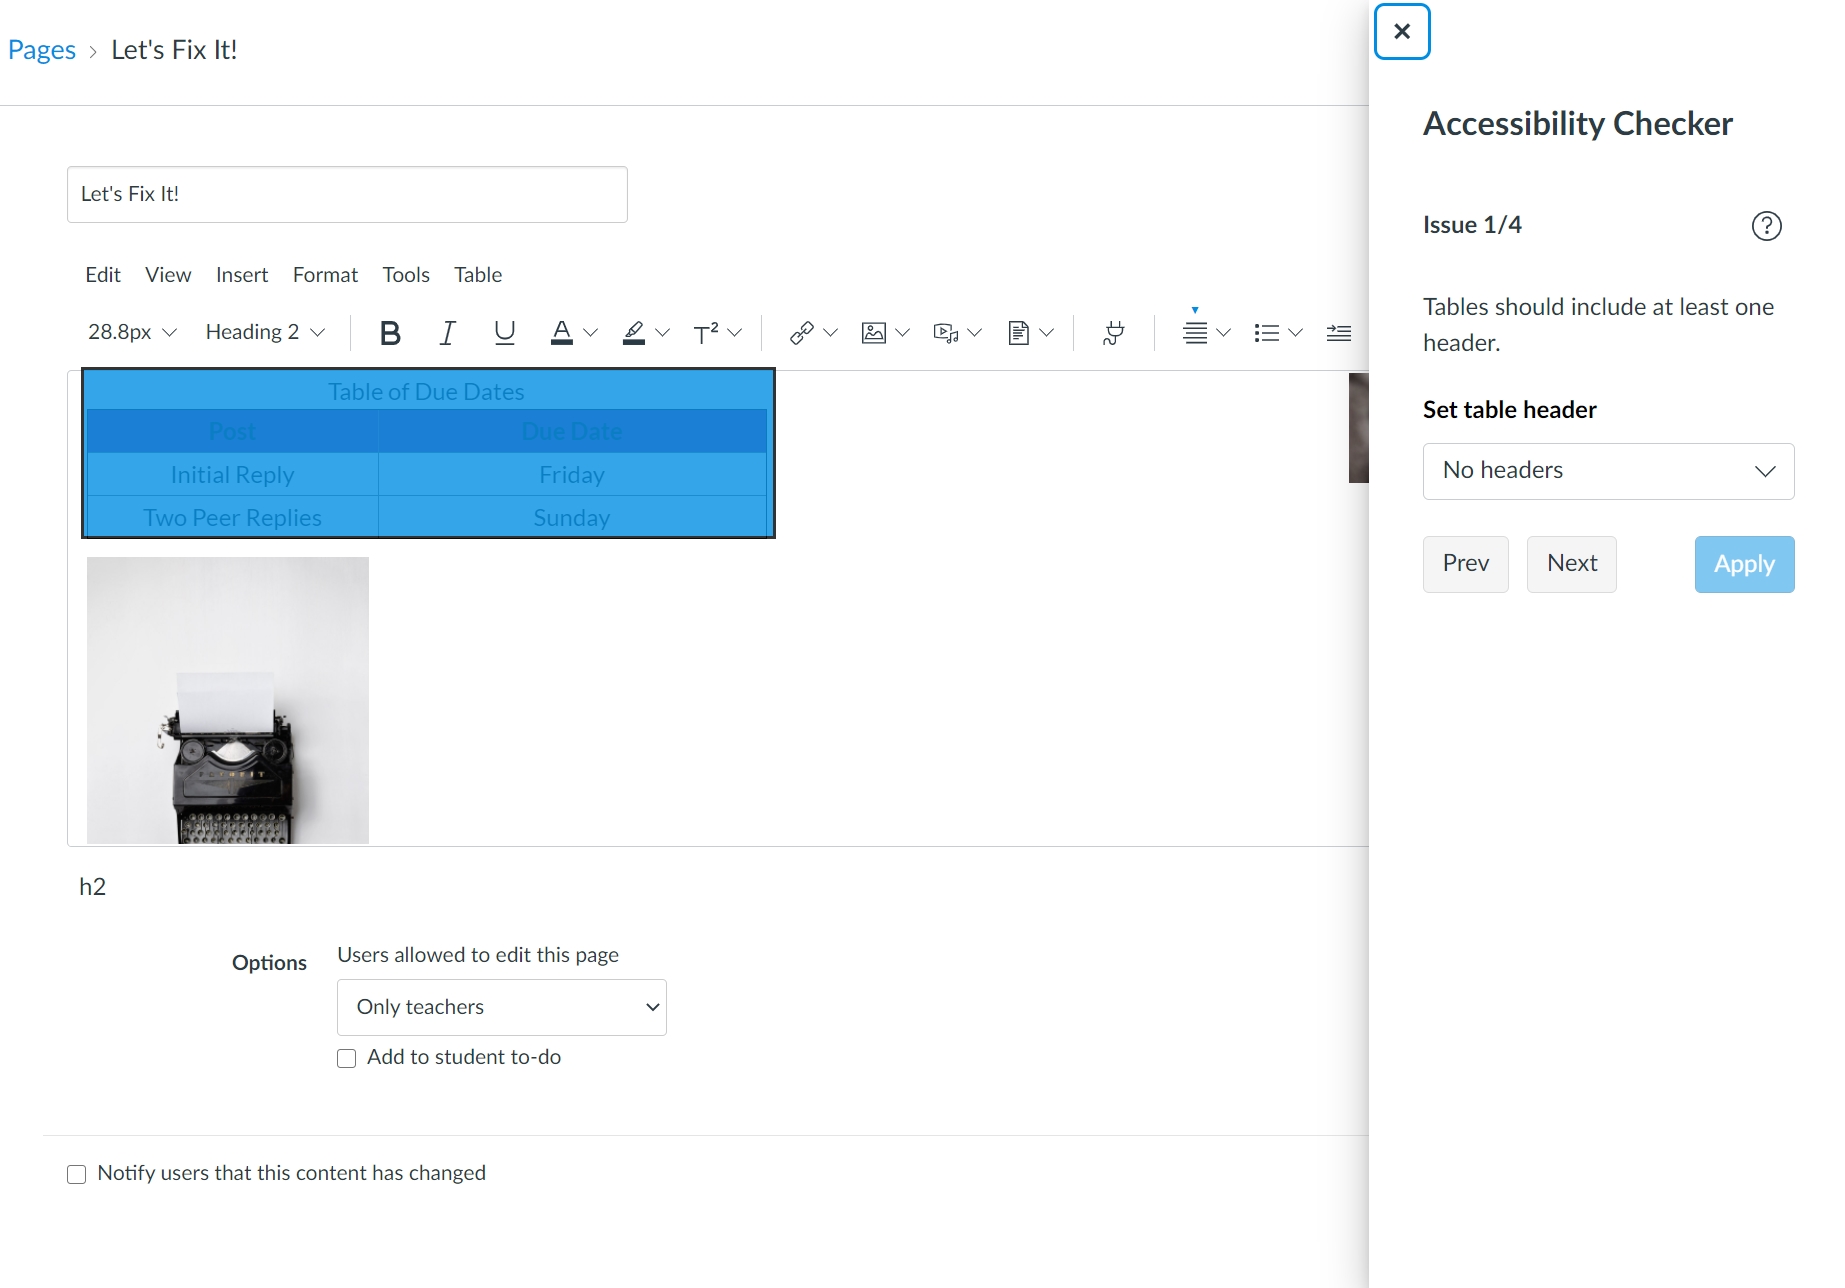 Pages > Let's Fix It!
Let's Fix It!
Edit View Insert Format Tools Table
28.8px Heading 2 B I U A T²
Table of Due Dates
Post Due Date
Initial Reply Friday
Two Peer Replies Sunday
h2
Options Users allowed to edit this page
Only teachers
Add to student to-do
Notify users that this content has changed
Accessibility Checker
Issue 1/4 ?
Tables should include at least one
header.
Set table header
No headers
Prev Next Apply